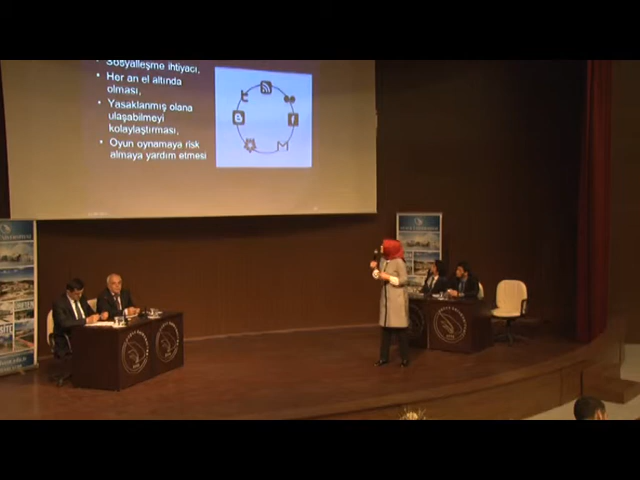 Sosyalleşme ihtiyacı,
• Her an el altında
olması,
• Yasaklanmış olana
ulaşabilmeyi
kolaylaştırması,
• Oyun oynamaya risk
almaya yardım etmesi